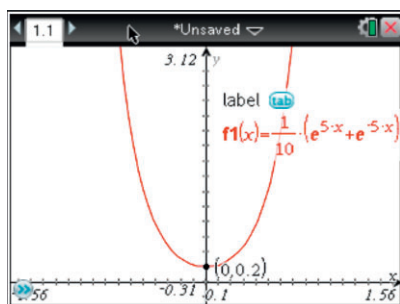 1.1 *Unsaved
3.12 y
label tab
f1(x)=1/10·(e^5·x+e^-5·x)
(0,0.2)
x
-1.56 -0.31 0.1 1.56